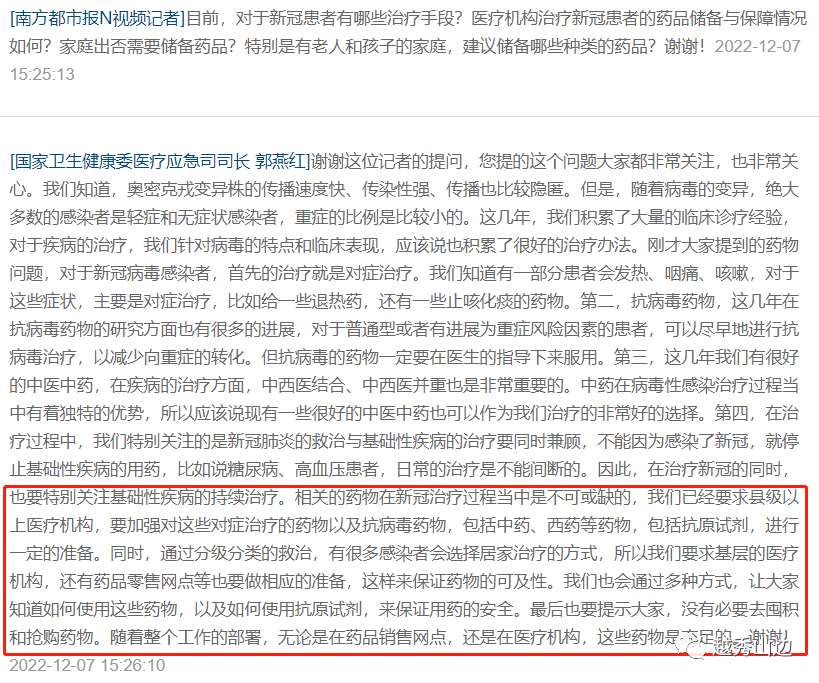 [南方都市报N视频记者]目前，对于新冠患者有哪些治疗手段？医疗机构治疗新冠患者的药品储备与保障情况
如何？家庭出否需要储备药品？特别是有老人和孩子的家庭，建议储备哪些种类的药品？谢谢！2022-12-07
15:25:13
[国家卫生健康委医疗应急司司长 郭燕红]谢谢这位记者的提问，您提的这个问题大家都非常关注，也非常关
心。我们知道，奥密克戎变异株的传播速度快、传染性强、传播也比较隐匿。但是，随着病毒的变异，绝大
多数的感染者是轻症和无症状感染者，重症的比例是比较小的。这几年，我们积累了大量的临床诊疗经验，
对于疾病的治疗，我们针对病毒的特点和临床表现，应该说也积累了很好的治疗办法。刚才大家提到的药物
问题，对于新冠病毒感染者，首先的治疗就是对症治疗。我们知道有一部分患者会发热、咽痛、咳嗽，对于
这些症状，主要是对症治疗，比如给一些退热药，还有一些止咳化痰的药物。第二，抗病毒药物，这几年在
抗病毒药物的研究方面也有很多的进展，对于普通型或者有进展为重症风险因素的患者，可以尽早地进行抗
病毒治疗，以减少向重症的转化。但抗病毒的药物一定要在医生的指导下来服用。第三，这几年我们有很好
的中医中药，在疾病的治疗方面，中西医结合、中西医并重也是非常重要的。中药在病毒性感染治疗过程当
中有着独特的优势，所以应该说现有一些很好的中医中药也可以作为我们治疗的非常好的选择。第四，在治
疗过程中，我们特别关注的是新冠肺炎的救治与基础性疾病的治疗要同时兼顾，不能因为感染了新冠，就停
止基础性疾病的用药，比如说糖尿病、高血压患者，日常的治疗是不能间断的。因此，在治疗新冠的同时，
也要特别关注基础性疾病的持续治疗。相关的药物在新冠治疗过程当中是不可或缺的，我们已经要求县级以
上医疗机构，要加强对这些对症治疗的药物以及抗病毒药物，包括中药、西药等药物，包括抗原试剂，进行
一定的准备。同时，通过分级分类的救治，有很多感染者会选择居家治疗的方式，所以我们要求基层的医疗
机构，还有药品零售网点等也要做相应的准备，这样来保证药物的可及性。我们也会通过多种方式，让大家
知道如何使用这些药物，以及如何使用抗原试剂，来保证用药的安全。最后也要提示大家，没有必要去囤积
和抢购药物。随着整个工作的部署，无论是在药品销售网点，还是在医疗机构，这些药物是充足的。谢谢！
越秀山边
2022-12-07 15:26:10